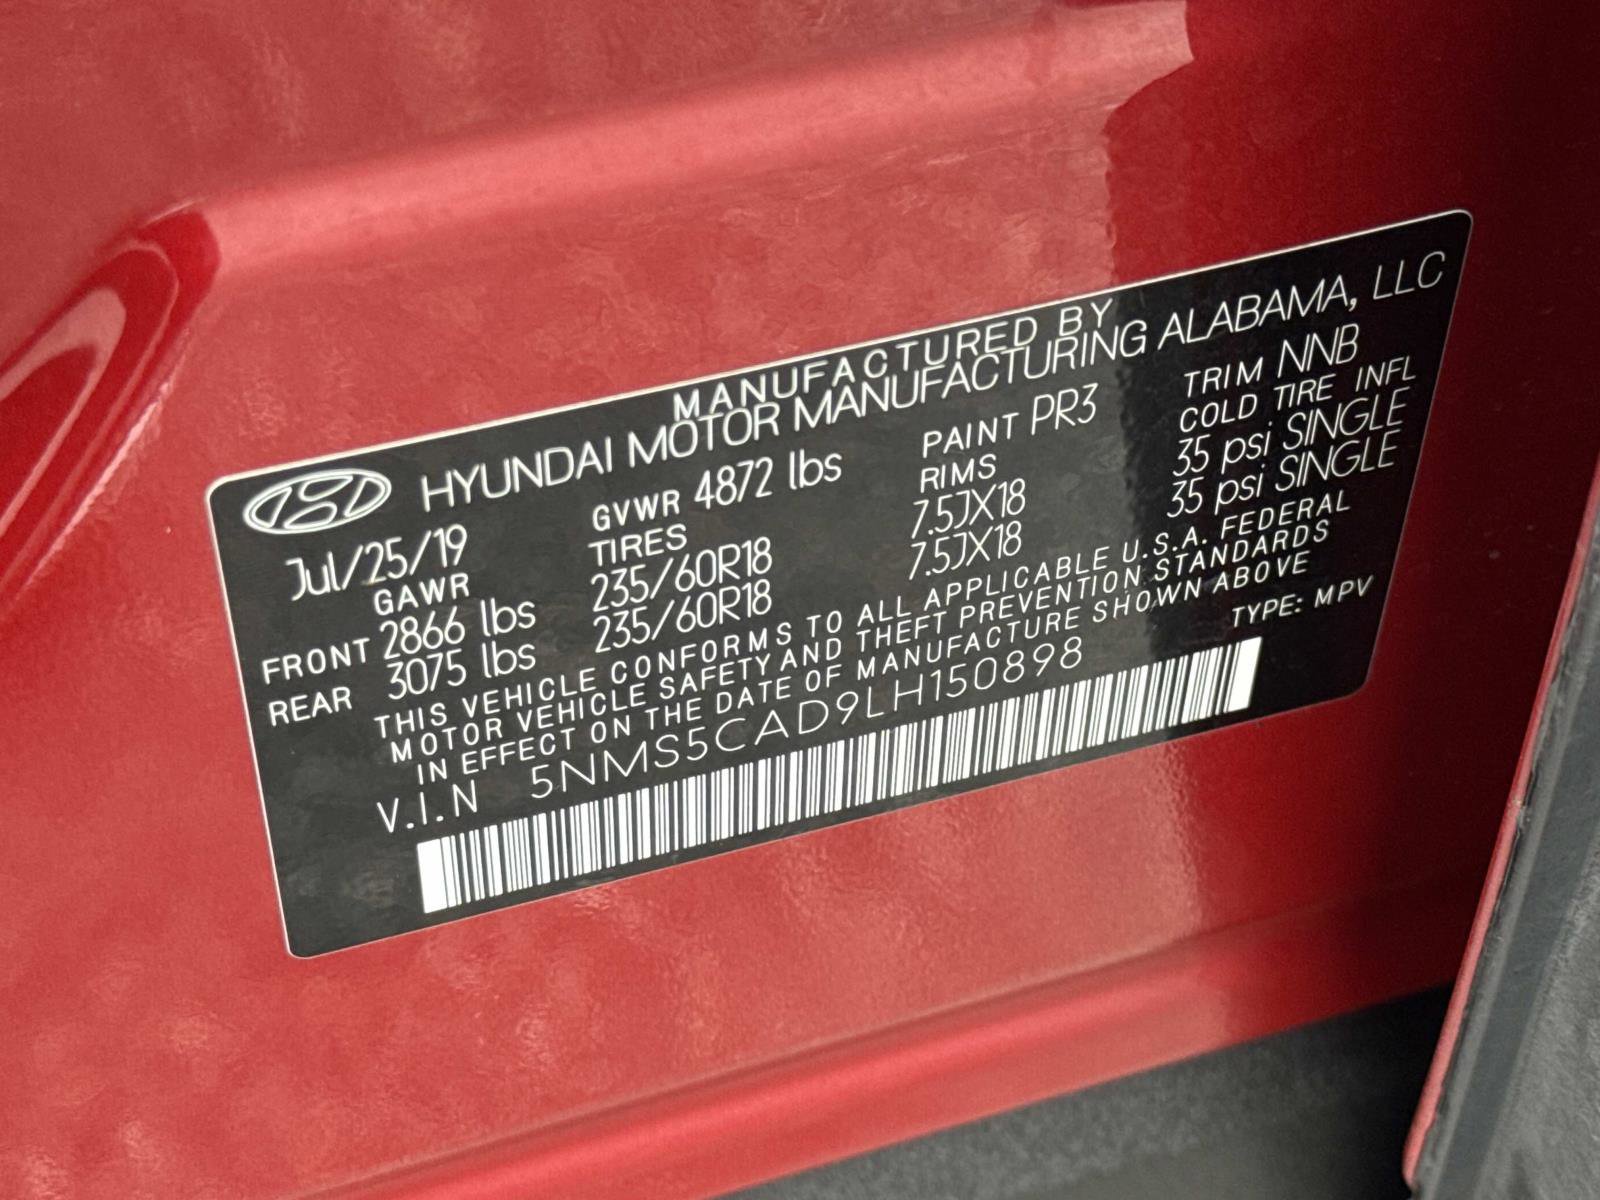 MANUFACTURED BY
HYUNDAI MOTOR MANUFACTURING ALABAMA, LLC
Jul/25/19 GVWR 4872 lbs PAINT PR3 TRIM NNB
GAWR TIRES RIMS COLD TIRE INFL
FRONT 2866 lbs 235/60R18 7.5JX18 35 psi SINGLE
REAR 3075 lbs 235/60R18 7.5JX18 35 psi SINGLE
THIS VEHICLE CONFORMS TO ALL APPLICABLE U.S.A. FEDERAL
MOTOR VEHICLE SAFETY AND THEFT PREVENTION STANDARDS
IN EFFECT ON THE DATE OF MANUFACTURE SHOWN ABOVE
V.I.N 5NMS5CAD9LH150898 TYPE: MPV